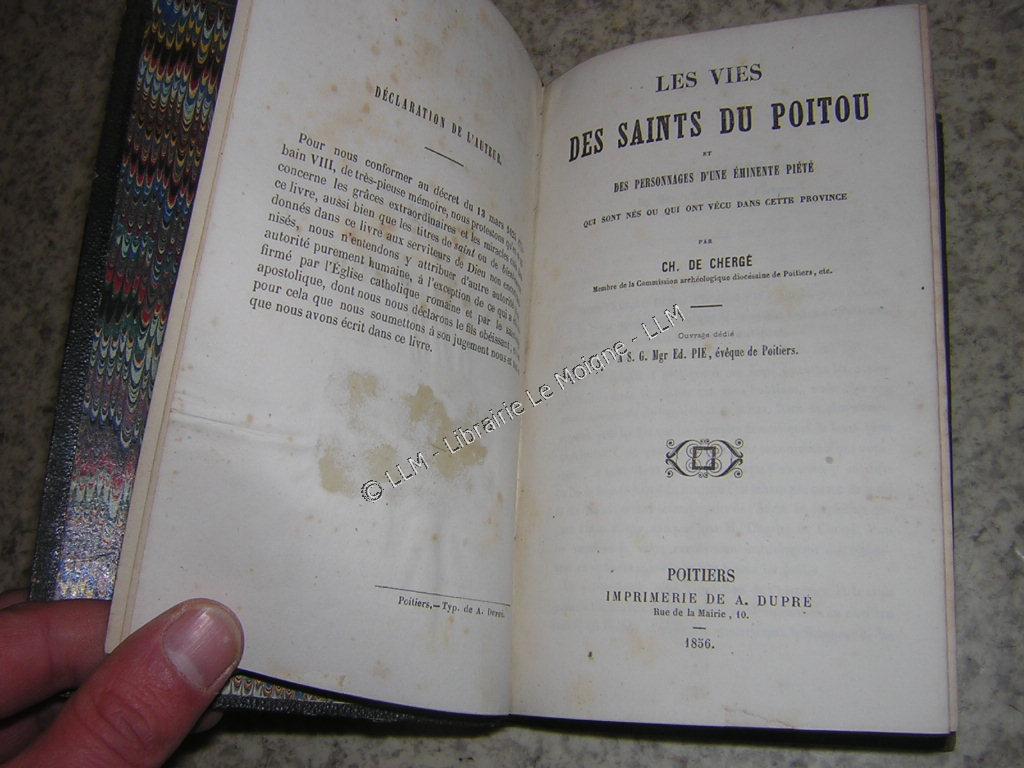 DÉCLARATION DE L'AUTEUR.
Pour nous conformer au décret du 13 mars
bain VIII, de très-pieuse mémoire, nous protestons
concerne les grâces extraordinaires et les miracles
ce livre, aussi bien que les titres de saint ou de
donnés dans ce livre aux serviteurs de Dieu non
nisés, nous n'entendons y attribuer d'autre autorité
autorité purement humaine, à l'exception de ce qui a
firmé par l'Église catholique romaine et par le
apostolique, dont nous nous déclarons le fils obéissant,
pour cela que nous soumettons à son jugement nous et
que nous avons écrit dans ce livre.
Poitiers.—Typ. de A. Dupré.
LES VIES
DES SAINTS DU POITOU
ET
DES PERSONNAGES D'UNE ÉMINENTE PIÉTÉ
QUI SONT NÉS OU QUI ONT VÉCU DANS CETTE PROVINCE
PAR
CH. DE CHERGÉ
Membre de la Commission archéologique diocésaine de Poitiers, etc.
Ouvrage dédié
A S. G. Mgr Ed. PIE, évêque de Poitiers.
POITIERS
IMPRIMERIE DE A. DUPRÉ
Rue de la Mairie, 10.
1856.
© LLM - Librairie Le Moigne - LLM